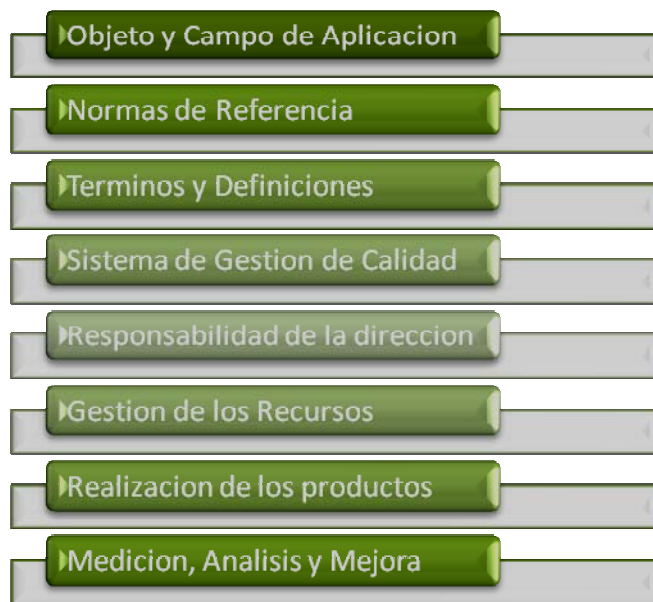 Objeto y Campo de Aplicacion
Normas de Referencia
Terminos y Definiciones
Sistema de Gestion de Calidad
Responsabilidad de la direccion
Gestion de los Recursos
Realizacion de los productos
Medicion, Analisis y Mejora